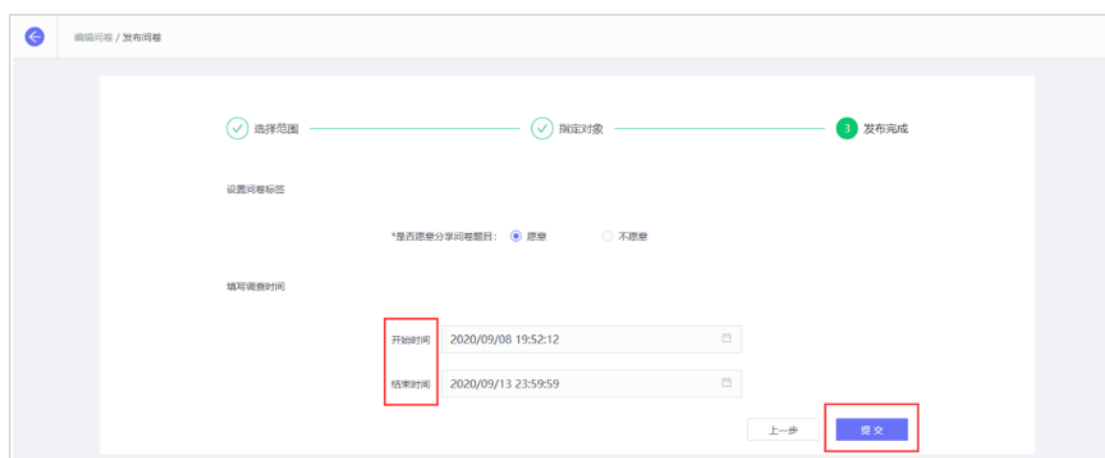 编辑问卷 / 发布问卷
选择范围 指定对象 3 发布完成
设置问卷标签
*是否愿意分享问卷题目： 愿意 不愿意
填写调查时间
开始时间 2020/09/08 19:52:12
结束时间 2020/09/13 23:59:59
上一步 提交